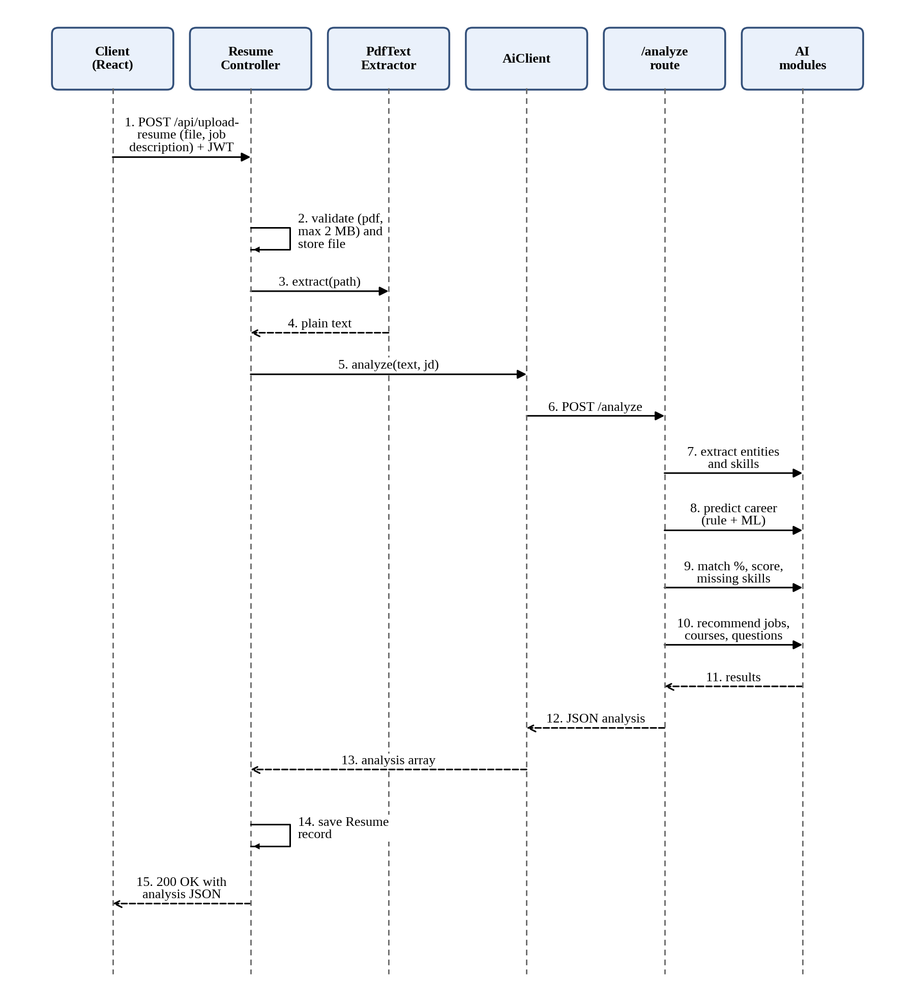 Client
(React)
Resume
Controller
PdfText
Extractor
AiClient
/analyze
route
AI
modules
1. POST /api/upload-
resume (file, job
description) + JWT
2. validate (pdf,
max 2 MB) and
store file
3. extract(path)
4. plain text
5. analyze(text, jd)
6. POST /analyze
7. extract entities
and skills
8. predict career
(rule + ML)
9. match %, score,
missing skills
10. recommend jobs,
courses, questions
11. results
12. JSON analysis
13. analysis array
14. save Resume
record
15. 200 OK with
analysis JSON